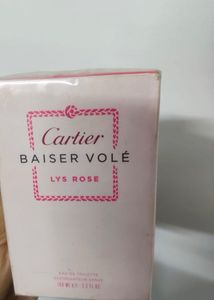 Cartier
BAISER VOLÉ
LYS ROSE
EAU DE TOILETTE